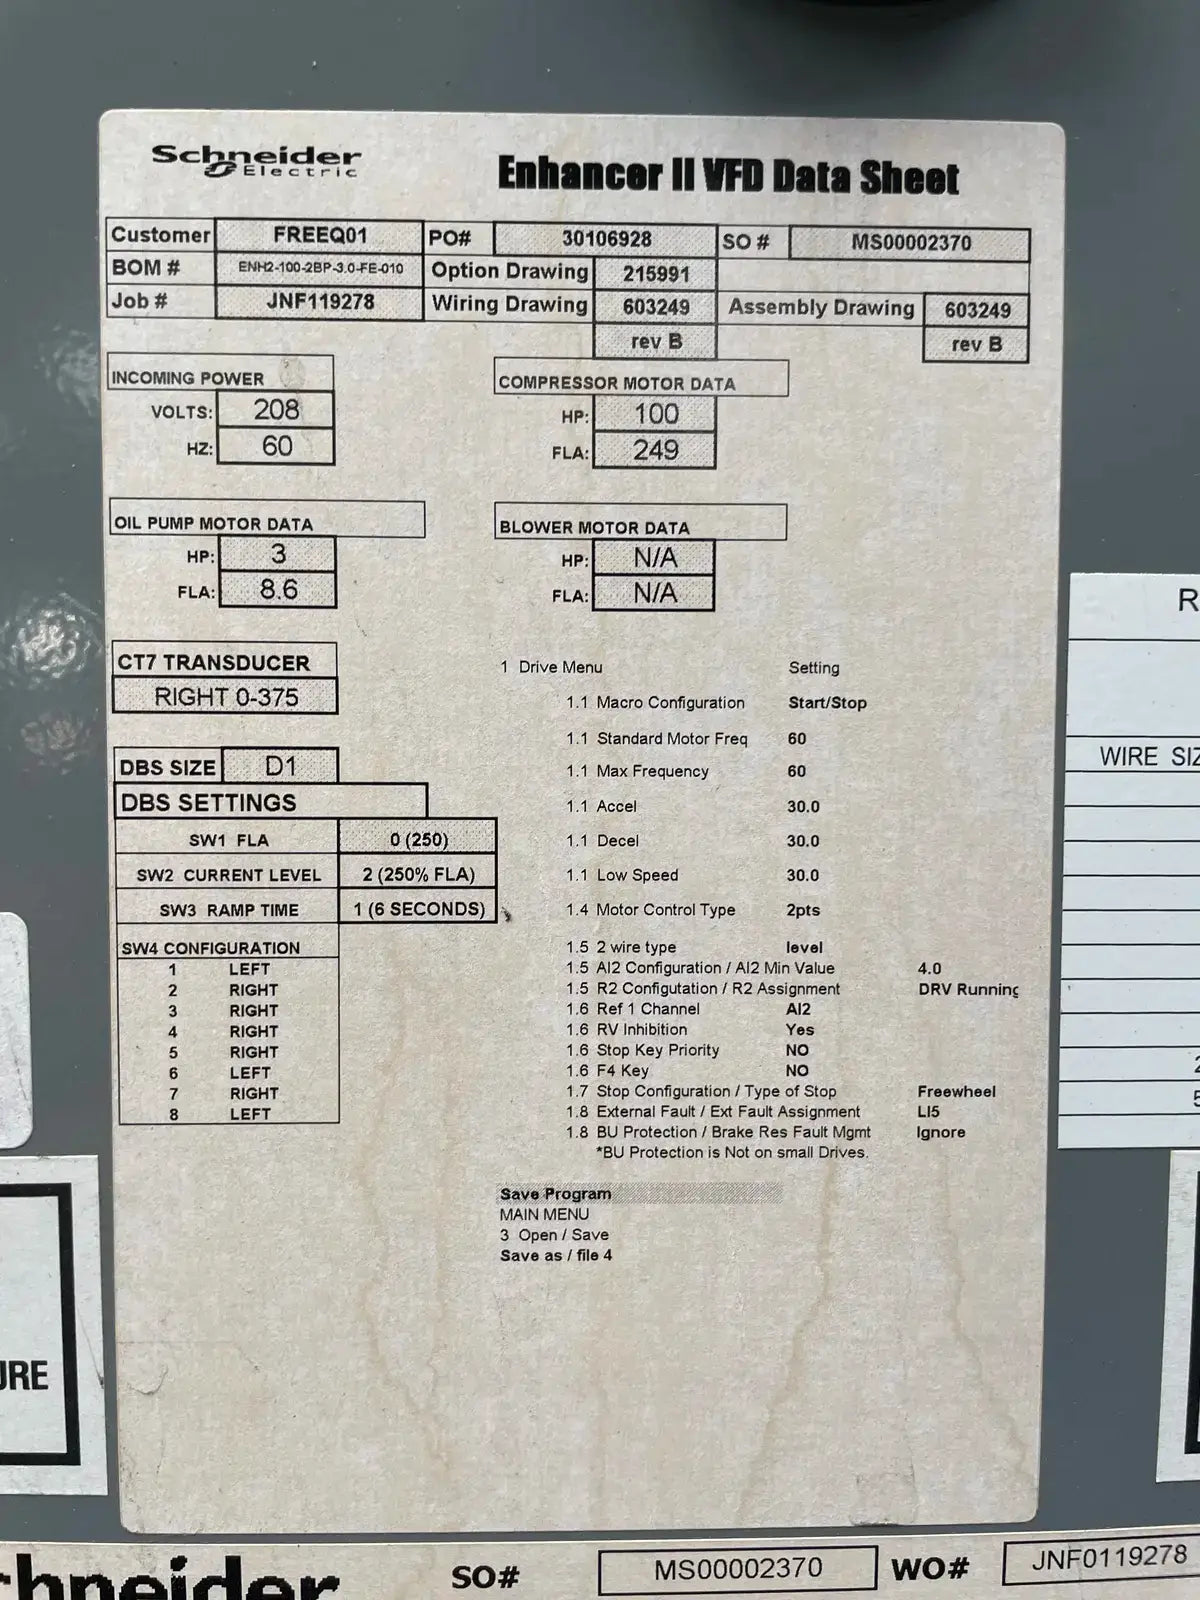 Schneider
Electric
Enhancer II VFD Data Sheet
Customer FREEQ01 PO# 30106928 SO # MS00002370
BOM # ENH2-100-2BP-3.0-FE-010 Option Drawing 215991
Job # JNF119278 Wiring Drawing 603249 Assembly Drawing 603249
rev B rev B
INCOMING POWER
VOLTS: 208
HZ: 60
COMPRESSOR MOTOR DATA
HP: 100
FLA: 249
OIL PUMP MOTOR DATA
HP: 3
FLA: 8.6
BLOWER MOTOR DATA
HP: N/A
FLA: N/A
CT7 TRANSDUCER
RIGHT 0-375
DBS SIZE D1
DBS SETTINGS
SW1 FLA 0 (250)
SW2 CURRENT LEVEL 2 (250% FLA)
SW3 RAMP TIME 1 (6 SECONDS)
SW4 CONFIGURATION
1 LEFT
2 RIGHT
3 RIGHT
4 RIGHT
5 RIGHT
6 LEFT
7 RIGHT
8 LEFT
1 Drive Menu Setting
1.1 Macro Configuration Start/Stop
1.1 Standard Motor Freq 60
1.1 Max Frequency 60
1.1 Accel 30.0
1.1 Decel 30.0
1.1 Low Speed 30.0
1.4 Motor Control Type 2pts
1.5 2 wire type level
1.5 AI2 Configuration / AI2 Min Value 4.0
1.5 R2 Configutation / R2 Assignment DRV Running
1.6 Ref 1 Channel AI2
1.6 RV Inhibition Yes
1.6 Stop Key Priority NO
1.6 F4 Key NO
1.7 Stop Configuration / Type of Stop Freewheel
1.8 External Fault / Ext Fault Assignment LI5
1.8 BU Protection / Brake Res Fault Mgmt Ignore
*BU Protection is Not on small Drives.
Save Program
MAIN MENU
3 Open / Save
Save as / file 4
R
WIRE SIZ
URE
chneider
SO# MS00002370 WO# JNF0119278